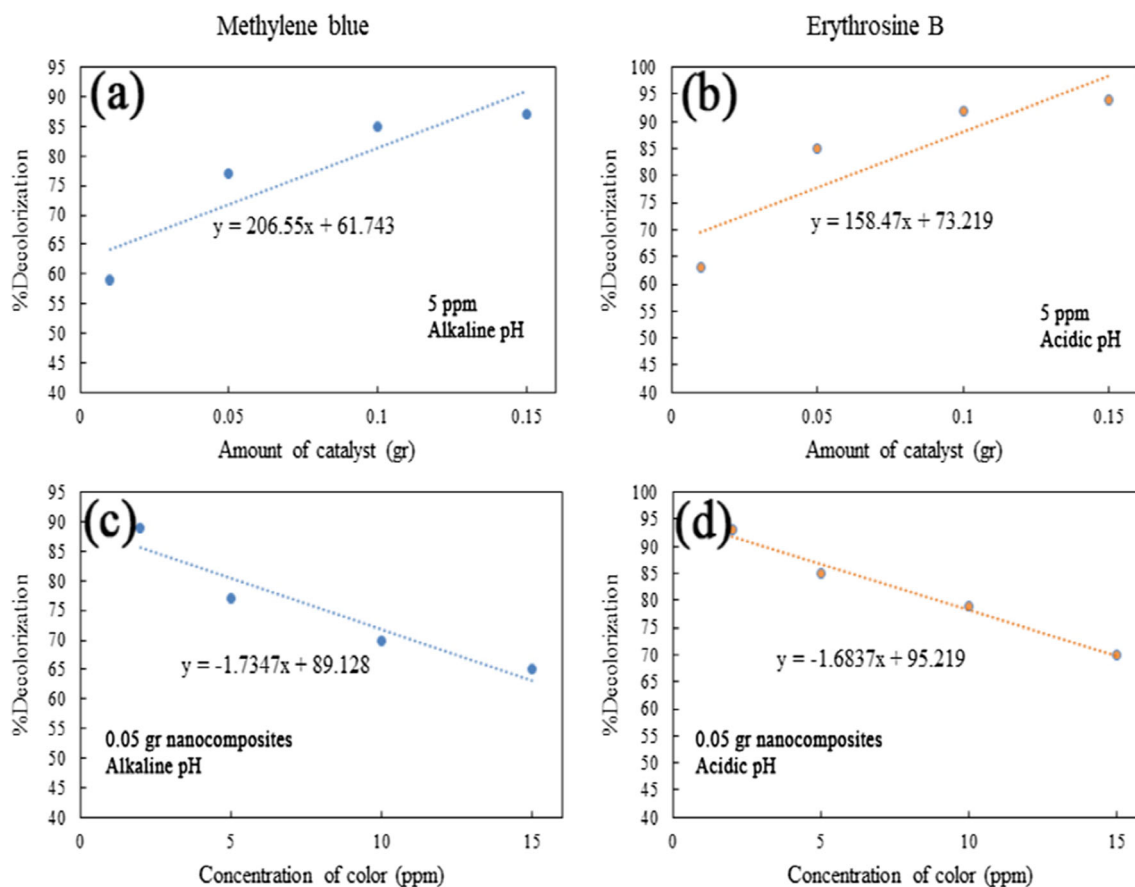 Methylene blue
Erythrosine B
(a)
%Decolorization
95
90
85
80
75
70
65
60
55
50
45
40
y = 206.55x + 61.743
5 ppm
Alkaline pH
0
0.05
0.1
0.15
Amount of catalyst (gr)
(b)
%Decolorization
100
95
90
85
80
75
70
65
60
55
50
45
40
y = 158.47x + 73.219
5 ppm
Acidic pH
0
0.05
0.1
0.15
Amount of catalyst (gr)
(c)
%Decolorization
95
90
85
80
75
70
65
60
55
50
45
40
y = -1.7347x + 89.128
0.05 gr nanocomposites
Alkaline pH
0
5
10
15
Concentration of color (ppm)
(d)
%Decolorization
100
95
90
85
80
75
70
65
60
55
50
45
40
y = -1.6837x + 95.219
0.05 gr nanocomposites
Acidic pH
0
5
10
15
Concentration of color (ppm)